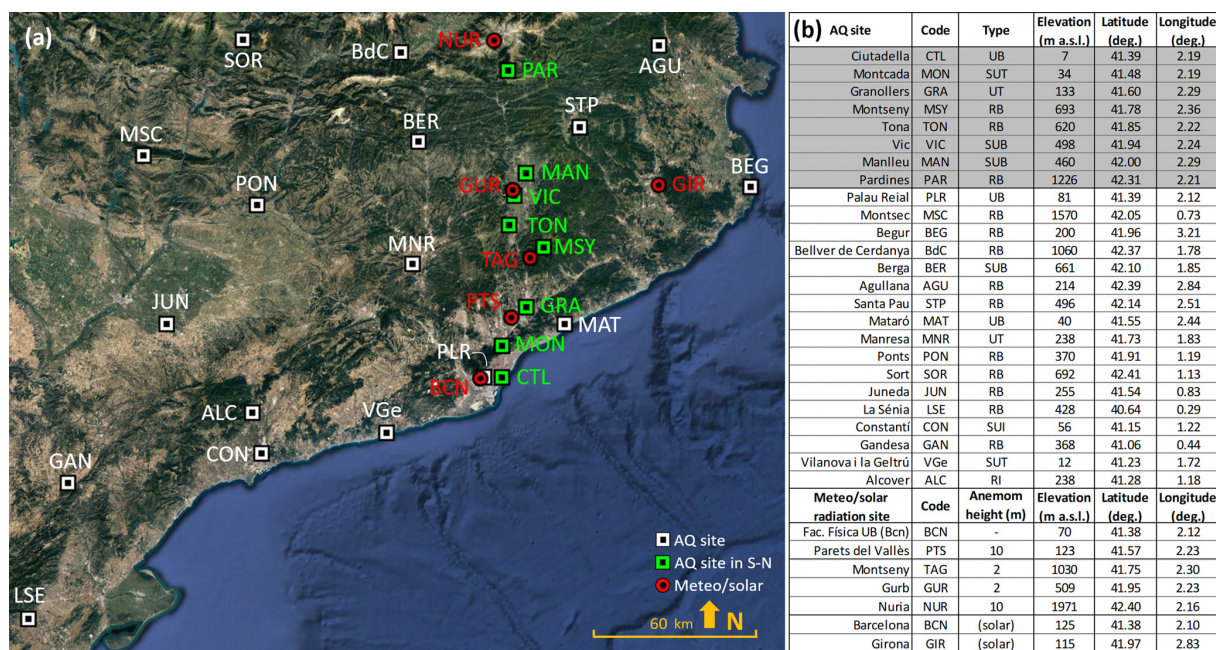 (a)
SOR
BdC
NUR
PAR
AGU
STP
BER
MSC
PON
MAN
GUR
VIC
GIR
BEG
TON
MNR
MSY
TAG
JUN
PTS
GRA
MAT
PLR
MON
BCN
CTL
ALC
VGe
CON
GAN
LSE
AQ site
AQ site in S-N
Meteo/solar
60 km
N
(b) AQ site Code Type Elevation (m a.s.l.) Latitude (deg.) Longitude (deg.)
Ciutadella CTL UB 7 41.39 2.19
Montcada MON SUT 34 41.48 2.19
Granollers GRA UT 133 41.60 2.29
Montseny MSY RB 693 41.78 2.36
Tona TON RB 620 41.85 2.22
Vic VIC SUB 498 41.94 2.24
Manlleu MAN SUB 460 42.00 2.29
Pardines PAR RB 1226 42.31 2.21
Palau Reial PLR UB 81 41.39 2.12
Montsec MSC RB 1570 42.05 0.73
Begur BEG RB 200 41.96 3.21
Bellver de Cerdanya BdC RB 1060 42.37 1.78
Berga BER SUB 661 42.10 1.85
Agullana AGU RB 214 42.39 2.84
Santa Pau STP RB 496 42.14 2.51
Mataró MAT UB 40 41.55 2.44
Manresa MNR UT 238 41.73 1.83
Ponts PON RB 370 41.91 1.19
Sort SOR RB 692 42.41 1.13
Juneda JUN RB 255 41.54 0.83
La Sénia LSE RB 428 40.64 0.29
Constantí CON SUI 56 41.15 1.22
Gandesa GAN RB 368 41.06 0.44
Vilanova i la Geltrú VGe SUT 12 41.23 1.72
Alcover ALC RI 238 41.28 1.18
Meteo/solar radiation site Code Anemom height (m) Elevation (m a.s.l.) Latitude (deg.) Longitude (deg.)
Fac. Física UB (Bcn) BCN - 70 41.38 2.12
Parets del Vallès PTS 10 123 41.57 2.23
Montseny TAG 2 1030 41.75 2.30
Gurb GUR 2 509 41.95 2.23
Nuria NUR 10 1971 42.40 2.16
Barcelona BCN (solar) 125 41.38 2.10
Girona GIR (solar) 115 41.97 2.83